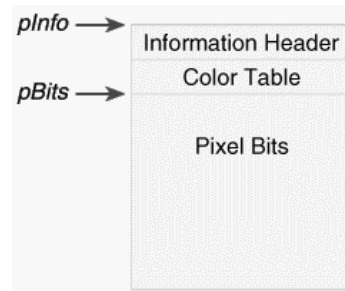 pInfo
Information Header
Color Table
pBits
Pixel Bits